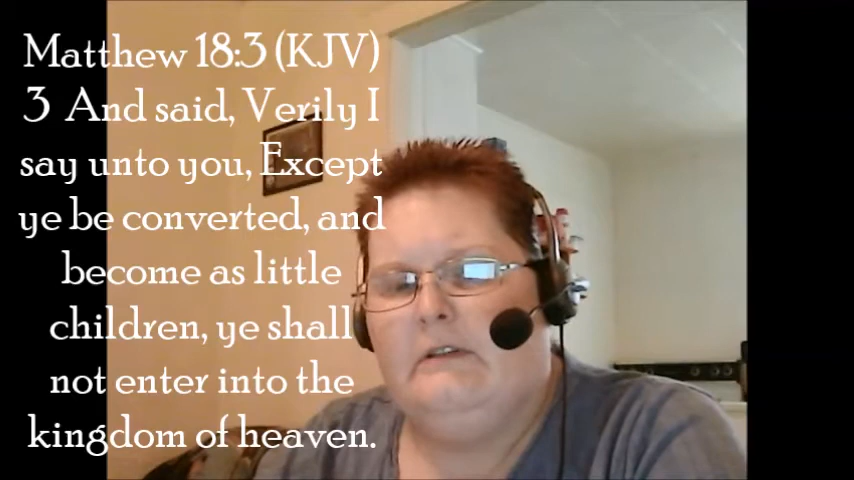 Matthew 18:3 (KJV)
3 And said, Verily I
say unto you, Except
ye be converted, and
become as little
children, ye shall
not enter into the
kingdom of heaven.